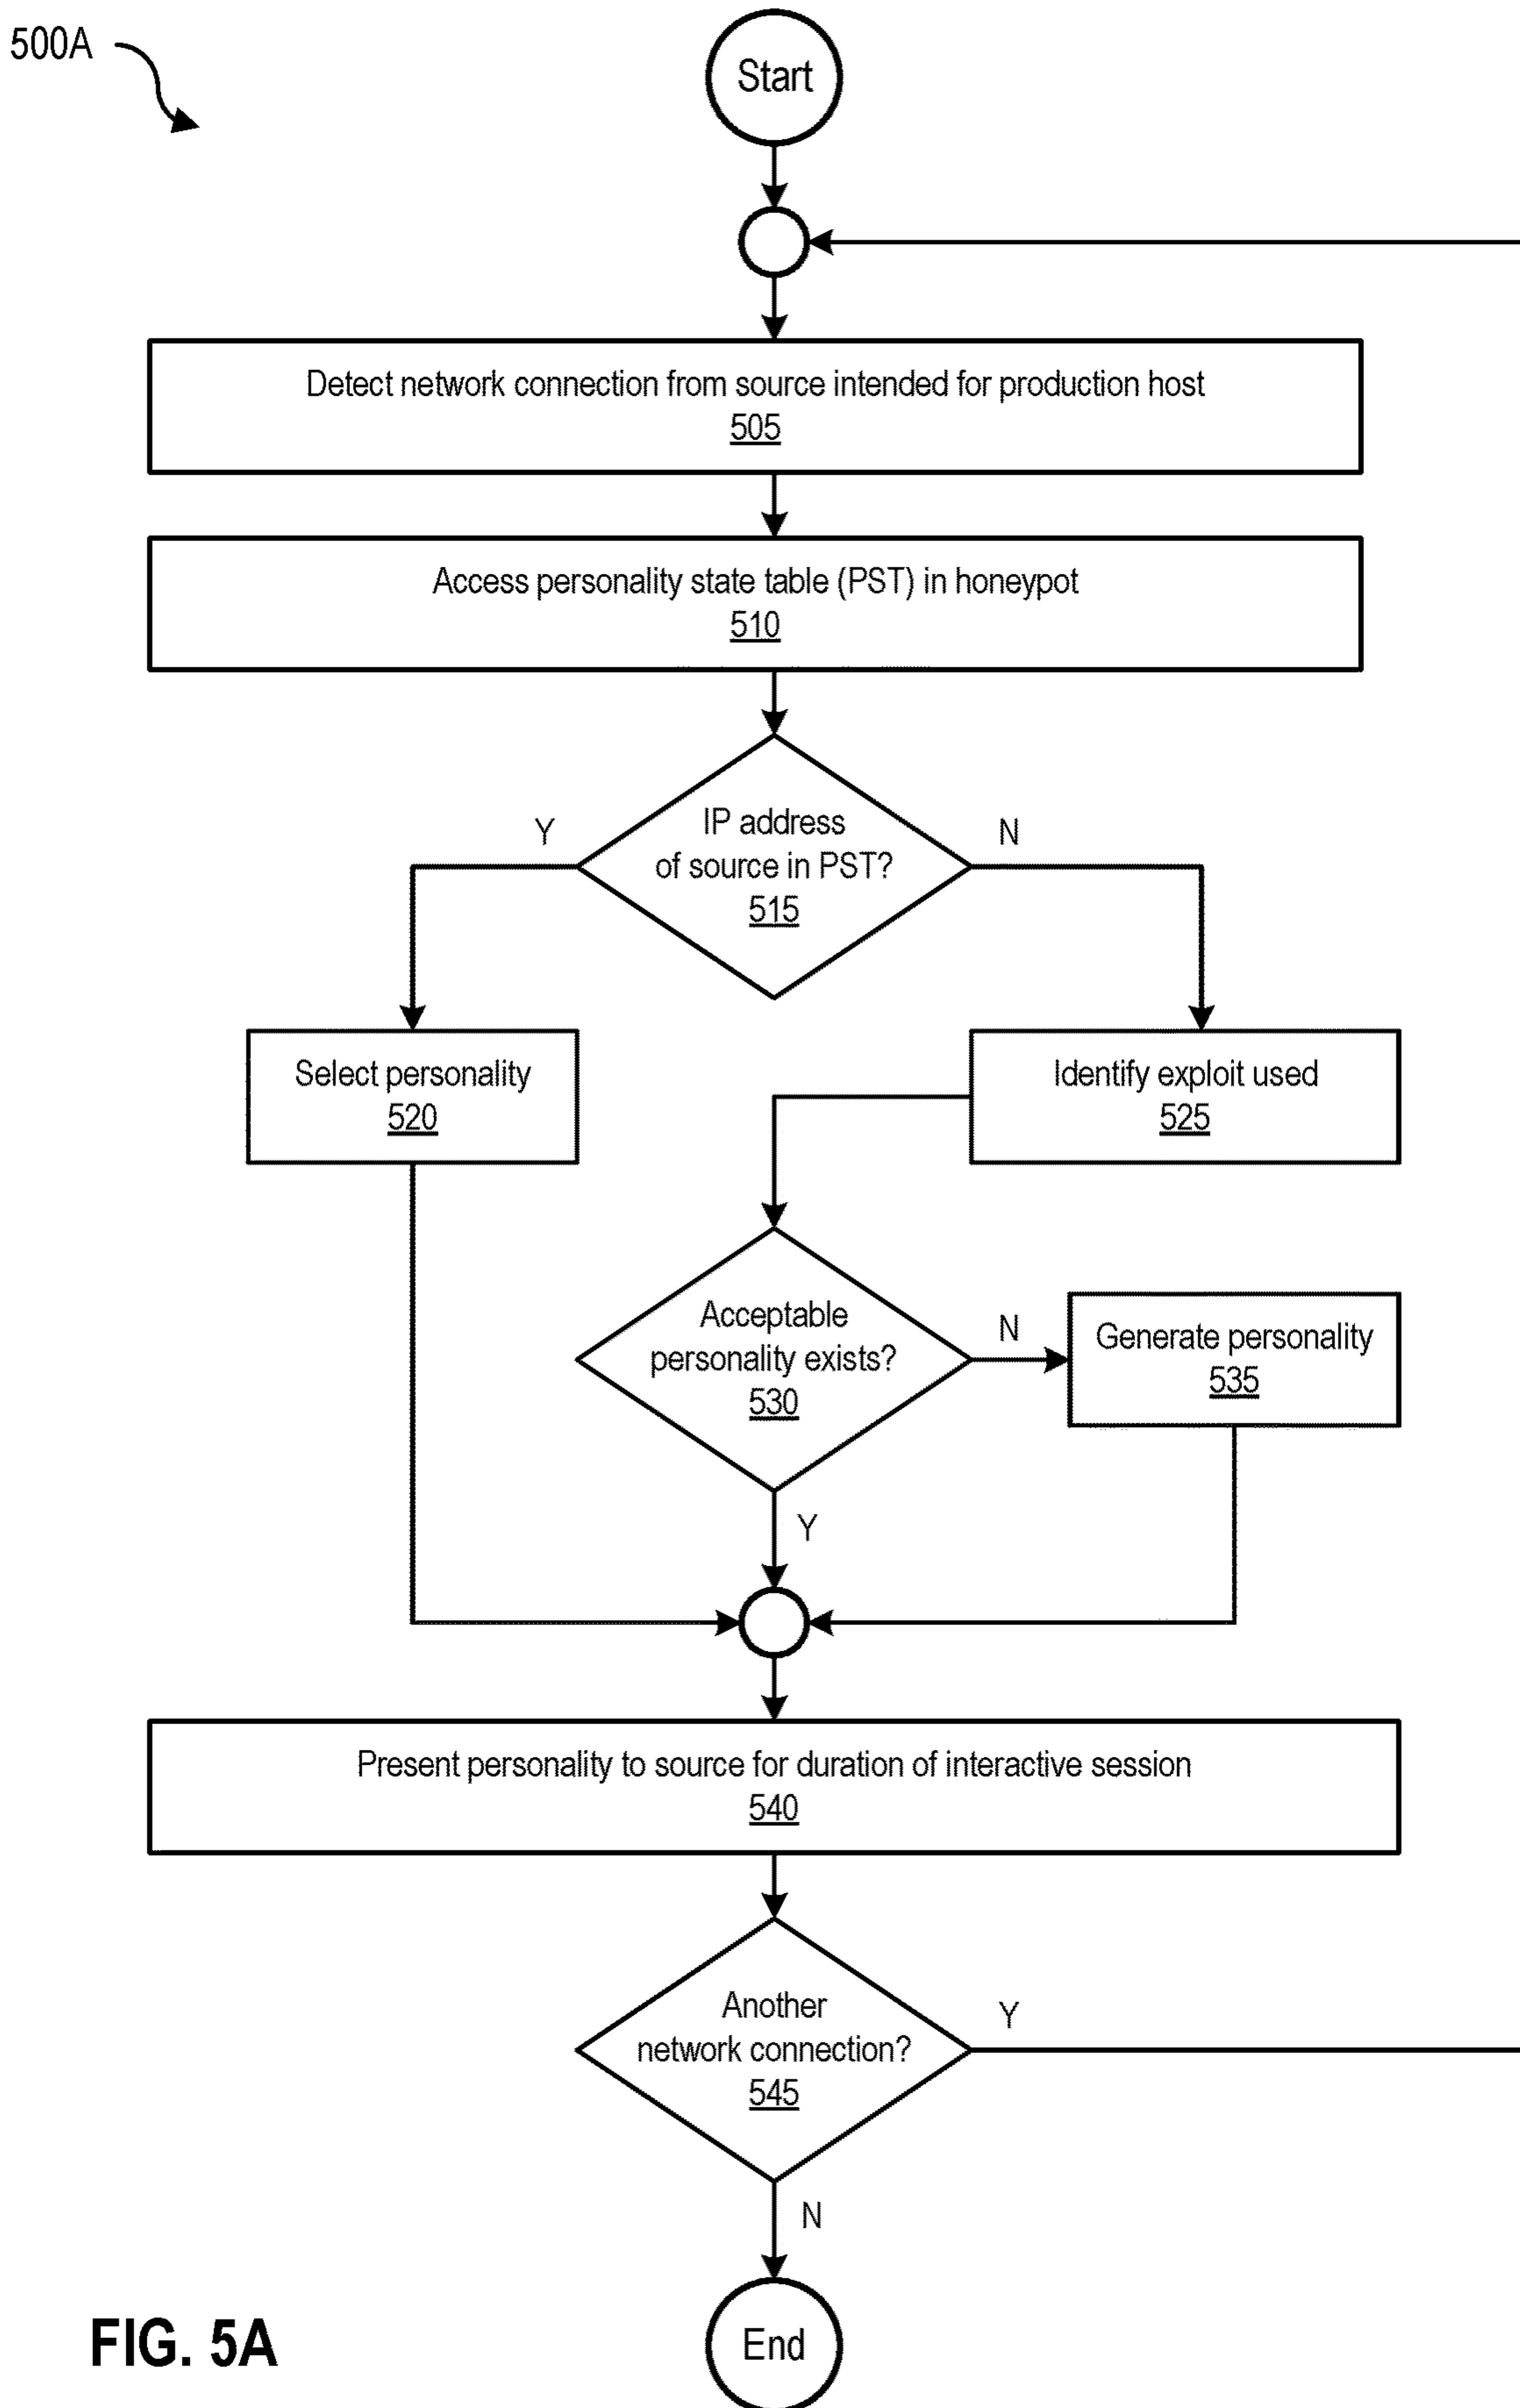 500A
Start
Detect network connection from source intended for production host
505
Access personality state table (PST) in honeypot
510
IP address
of source in PST?
515
Y
N
Select personality
520
Identify exploit used
525
Acceptable
personality exists?
530
N
Generate personality
535
Y
Present personality to source for duration of interactive session
540
Another
network connection?
545
Y
N
End
FIG. 5A